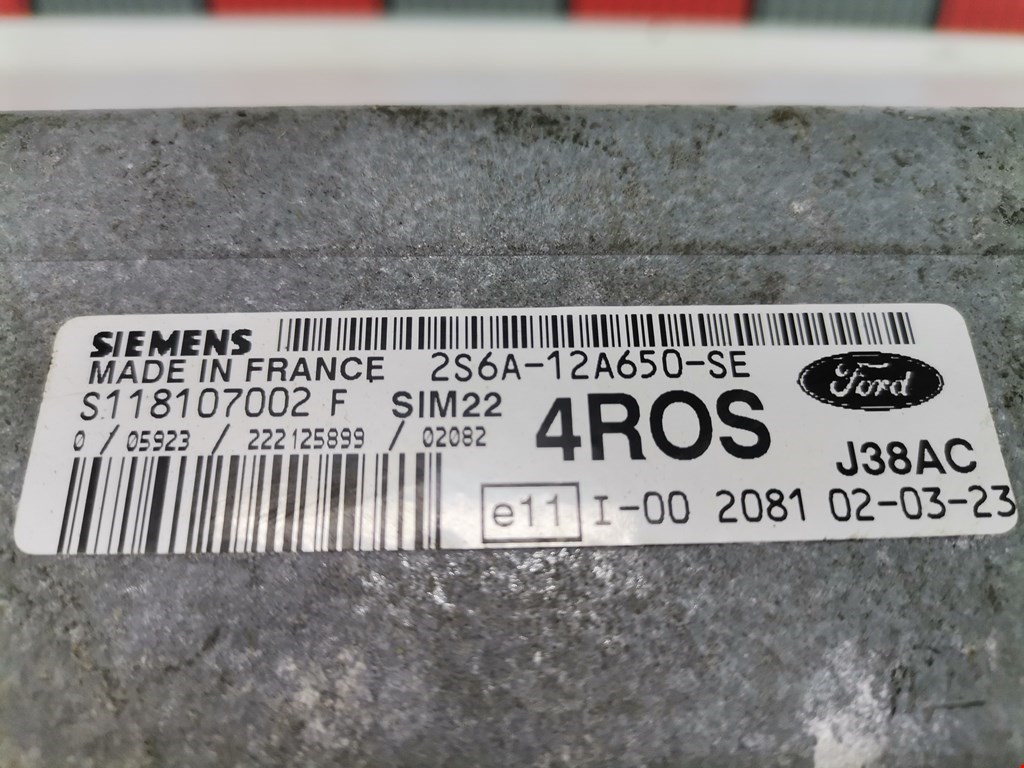 SIEMENS
MADE IN FRANCE 2S6A-12A650-SE
Ford
S118107002 F SIM22
4ROS
0 / 05923 / 222125899 / 02082
J38AC
e11 I-00 2081 02-03-23